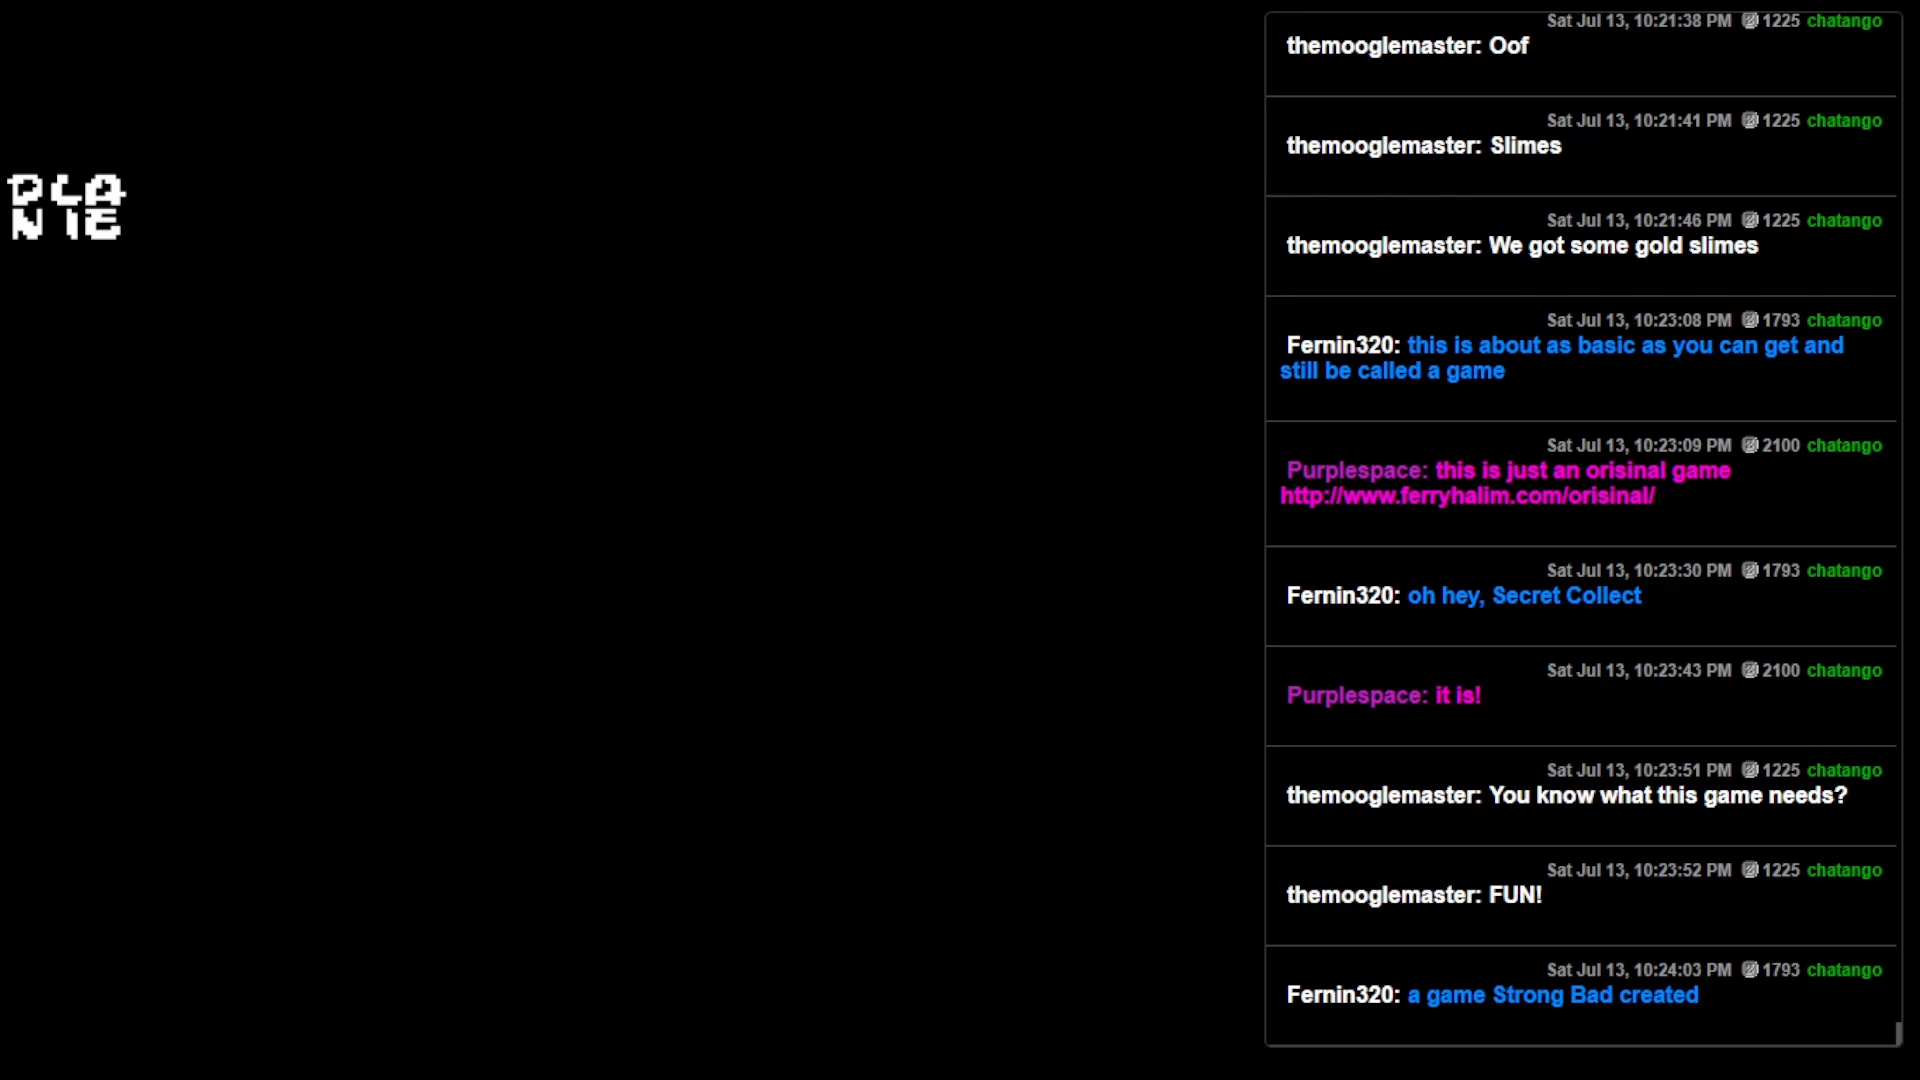 PLA
NIE
Sat Jul 13, 10:21:38 PM 1225 chatango
themooglemaster: Oof
Sat Jul 13, 10:21:41 PM 1225 chatango
themooglemaster: Slimes
Sat Jul 13, 10:21:46 PM 1225 chatango
themooglemaster: We got some gold slimes
Sat Jul 13, 10:23:08 PM 1793 chatango
Fernin320: this is about as basic as you can get and
still be called a game
Sat Jul 13, 10:23:09 PM 2100 chatango
Purplespace: this is just an orisinal game
http://www.ferryhalim.com/orisinal/
Sat Jul 13, 10:23:30 PM 1793 chatango
Fernin320: oh hey, Secret Collect
Sat Jul 13, 10:23:43 PM 2100 chatango
Purplespace: it is!
Sat Jul 13, 10:23:51 PM 1225 chatango
themooglemaster: You know what this game needs?
Sat Jul 13, 10:23:52 PM 1225 chatango
themooglemaster: FUN!
Sat Jul 13, 10:24:03 PM 1793 chatango
Fernin320: a game Strong Bad created